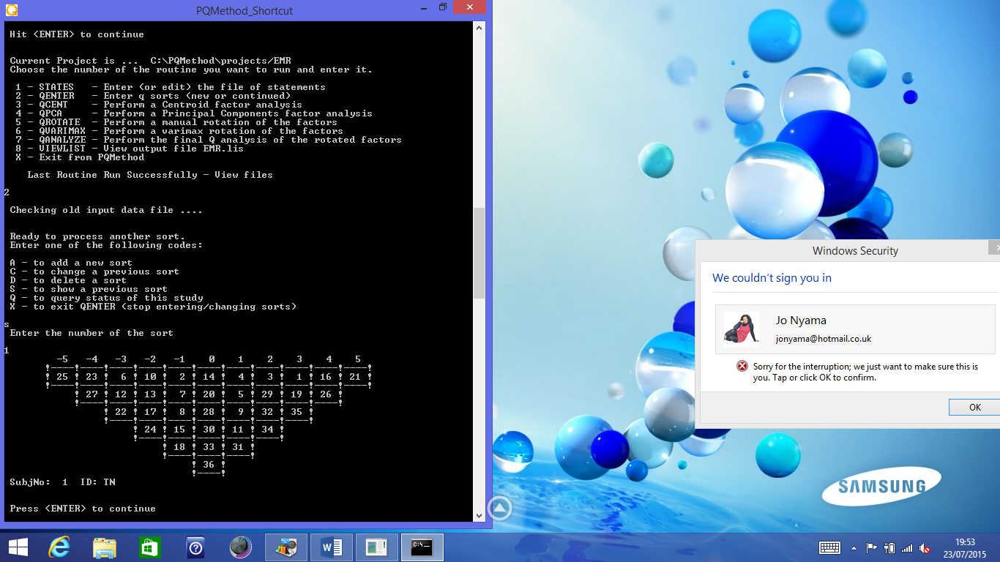 PQMethod_Shortcut
Hit <ENTER> to continue
Current Project is ...  C:\PQMethod\projects/EMR
Choose the number of the routine you want to run and enter it.
1 - STATES   - Enter (or edit) the file of statements
2 - QENTER   - Enter q sorts (new or continued)
3 - QCENT    - Perform a Centroid factor analysis
4 - QPCA     - Perform a Principal Components factor analysis
5 - QROTATE  - Perform a manual rotation of the factors
6 - QVARIMAX - Perform a varimax rotation of the factors
7 - QANALYZE - Perform the final Q analysis of the rotated factors
8 - VIEWLIST - View output file EMR.lis
X - Exit from PQMethod
Last Routine Run Successfully - View files
2
Checking old input data file ....
Ready to process another sort.
Enter one of the following codes:
A - to add a new sort
C - to change a previous sort
D - to delete a sort
S - to show a previous sort
Q - to query status of this study
X - to exit QENTER (stop entering/changing sorts)
s
Enter the number of the sort
1
-5   -4   -3   -2   -1    0    1    2    3    4    5
!----!----!----!----!----!----!----!----!----!----!----!
! 25 ! 23 !  6 ! 10 !  2 ! 14 !  4 !  3 !  1 ! 16 ! 21 !
!----!----!----!----!----!----!----!----!----!----!----!
! 27 ! 12 ! 13 !  7 ! 20 !  5 ! 29 ! 19 ! 26 !
!----!----!----!----!----!----!----!----!----!
! 22 ! 17 !  8 ! 28 !  9 ! 32 ! 35 !
!----!----!----!----!----!----!----!
! 24 ! 15 ! 30 ! 11 ! 34 !
!----!----!----!----!----!
! 18 ! 33 ! 31 !
!----!----!----!
! 36 !
!----!
SubjNo:  1  ID: TN
Press <ENTER> to continue
Windows Security
We couldn't sign you in
Jo Nyama
jonyama@hotmail.co.uk
Sorry for the interruption; we just want to make sure this is
you. Tap or click OK to confirm.
OK
SAMSUNG
C:\_
19:53
23/07/2015